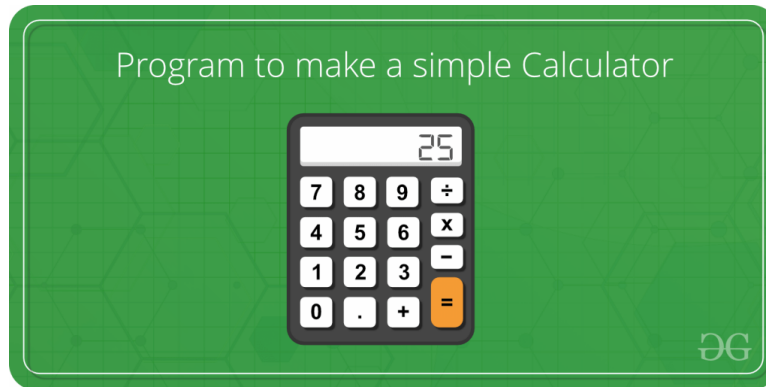 Program to make a simple Calculator
25
7 8 9 ÷
4 5 6 x
1 2 3 −
0 . + =
GG